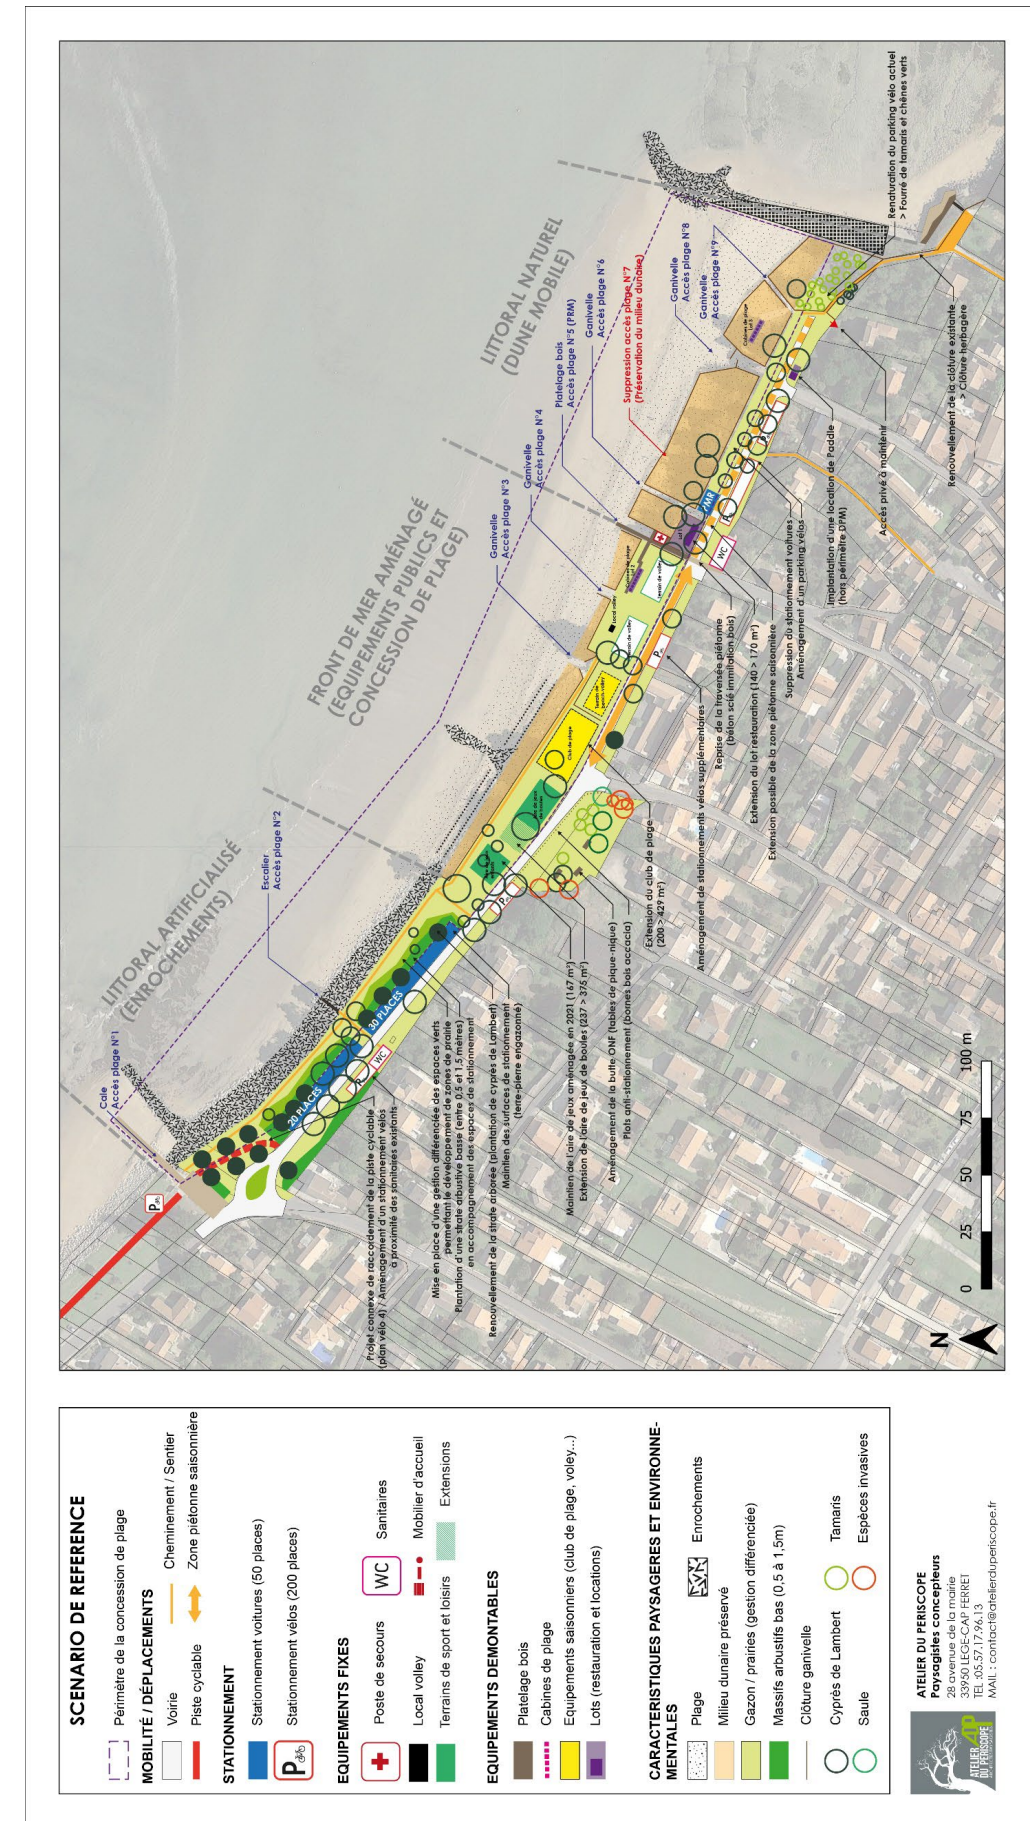 SCENARIO DE REFERENCE
Périmètre de la concession de plage
MOBILITÉ / DÉPLACEMENTS
Voirie
Cheminement / Sentier
Piste cyclable
Zone piétonne saisonnière
STATIONNEMENT
Stationnement voitures (50 places)
P
Stationnement vélos (200 places)
EQUIPEMENTS FIXES
Poste de secours
WC
Sanitaires
Local volley
Mobilier d'accueil
Terrains de sport et loisirs
Extensions
EQUIPEMENTS DEMONTABLES
Platelage bois
Cabines de plage
Equipements saisonniers (club de plage, voley...)
Lots (restauration et locations)
CARACTERISTIQUES PAYSAGERES ET ENVIRONNE-
MENTALES
Plage
Enrochements
Milieu dunaire préservé
Gazon / prairies (gestion différenciée)
Massifs arbustifs bas (0,5 à 1,5m)
Clôture ganivelle
Cyprès de Lambert
Tamaris
Saule
Espèces invasives
ATELIER
DU PERISCOPE
ATELIER DU PERISCOPE
Paysagistes concepteurs
28 avenue de la mairie
33950 LEGE-CAP FERRET
TEL :05.57.17.96.13
MAIL : contact@atelierduperiscope.fr
LITTORAL ARTIFICIALISÉ
(ENROCHEMENTS)
FRONT DE MER AMÉNAGÉ
(EQUIPEMENTS PUBLICS ET
CONCESSION DE PLAGE)
LITTORAL NATUREL
(DUNE MOBILE)
Cale
Accès plage N°1
Escalier
Accès plage N°2
Ganivelle
Accès plage N°3
Ganivelle
Accès plage N°4
Platelage bois
Accès plage N°5 (PRM)
Ganivelle
Accès plage N°6
Suppression accès plage N°7
(Préservation du milieu dunaire)
Ganivelle
Accès plage N°8
Ganivelle
Accès plage N°9
Renaturation du parking vélo actuel
> Fourré de tamaris et chênes verts
P
20 PLACES
30 PLACES
P
WC
P
Club de plage
Terrain de volley
Local volley
Terrain de volley
P
WC
PMR
P
P
Cabines de plage
Projet connexe de raccordement de la piste cyclable
(plan vélo 4) / Aménagement d'un stationnement vélos
à proximité des sanitaires existants
Mise en place d'une gestion différenciée des espaces verts
permettant le développement de zones de prairie
Plantation d'une strate arbustive basse (entre 0,5 et 1,5 mètres)
en accompagnement des espaces de stationnement
Renouvellement de la strate arborée (plantation de cyprès de Lambert)
Maintien des surfaces de stationnement
(terre-pierre engazonné)
Maintien de l'aire de jeux aménagée en 2021 (167 m²)
Extension de l'aire de jeux de boules (237 > 375 m²)
Aménagement de la butte ONF (tables de pique-nique)
Plots anti-stationnement (bornes bois accacia)
Extension du club de plage
(200 > 429 m²)
Aménagement de stationnements vélos supplémentaires
Reprise de la traversée piétonne
(béton scié immitation bois)
Extension du lot restauration (140 > 170 m²)
Extension possible de la zone piétonne saisonnière
Suppression du stationnement voitures
Aménagement d'un parking vélos
Implantation d'une location de Paddle
(hors périmètre DPM)
Accès privé à maintenir
Renouvellement de la clôture existante
> Clôture herbagère
N
0
25
50
75
100 m